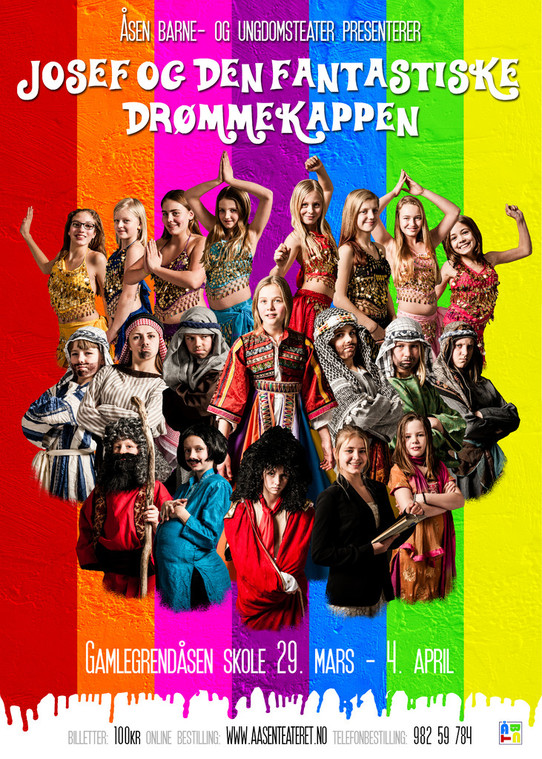 ÅSEN BARNE- OG UNGDOMSTEATER PRESENTERER
JOSEF OG DEN FANTASTISKE
DRØMMEKAPPEN
GAMLEGRENDÅSEN SKOLE 29. MARS - 4. APRIL
BILLETTER: 100KR ONLINE BESTILLING: WWW.AASENTEATERET.NO TELEFONBESTILLING: 982 59 784